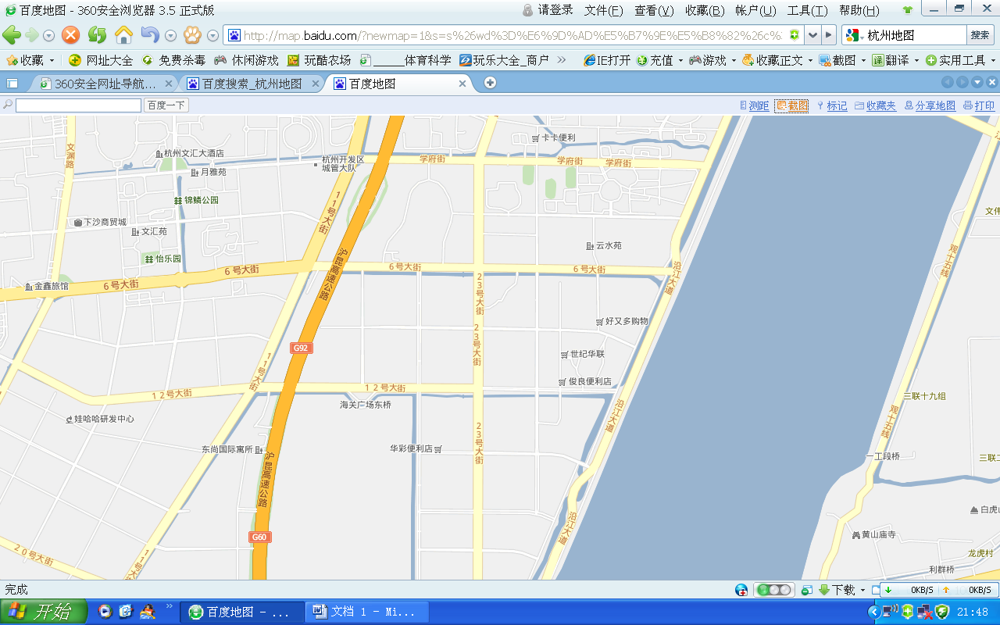 百度地图 - 360安全浏览器 3.5 正式版
请登录 文件(F) 查看(V) 收藏(B) 帐户(U) 工具(T) 帮助(H)
http://map.baidu.com/?newmap=1&s=s%26wd%3D%E6%9D%AD%E5%B7%9E%E5%B8%82%26c%:
杭州地图 搜索
收藏 网址大全 免费杀毒 休闲游戏 玩酷农场 _____体育科学 玩乐大全_商户 » IE打开 充值 游戏 收藏正文 截图 翻译 实用工具
360安全网址导航... 百度搜索_杭州地图 百度地图
百度一下 测距 截图 标记 收藏夹 分享地图 打印
卡卡便利
文渊路
杭州文汇大酒店
杭州开发区
城管大队
学府街 学府街 学府街
月雅苑
锦鳞公园
11号大街
文伟
下沙商贸城
文汇苑
云水苑
怡乐园
沪昆高速公路
观十五线
6号大街 6号大街 6号大街
沿江大道
金鑫旅馆
6号大街
23号大街
好又多购物
23号大街
G92
世纪华联
11号大街
俊良便利店
12号大街 12号大街
三联十九组
海关广场东桥
沿江大道
观十五线
娃哈哈研发中心
23号大街
东尚国际寓所
华彩便利店
一工段桥
三联二
沪昆高速公路
白虎山
沿江大道
G60
黄山庙寺
20号大街
11号大街
龙虎村
利群桥
完成 下载 0KB/S 0KB/S
开始 » 百度地图 - ... 文档 1 - Mi... 21:48